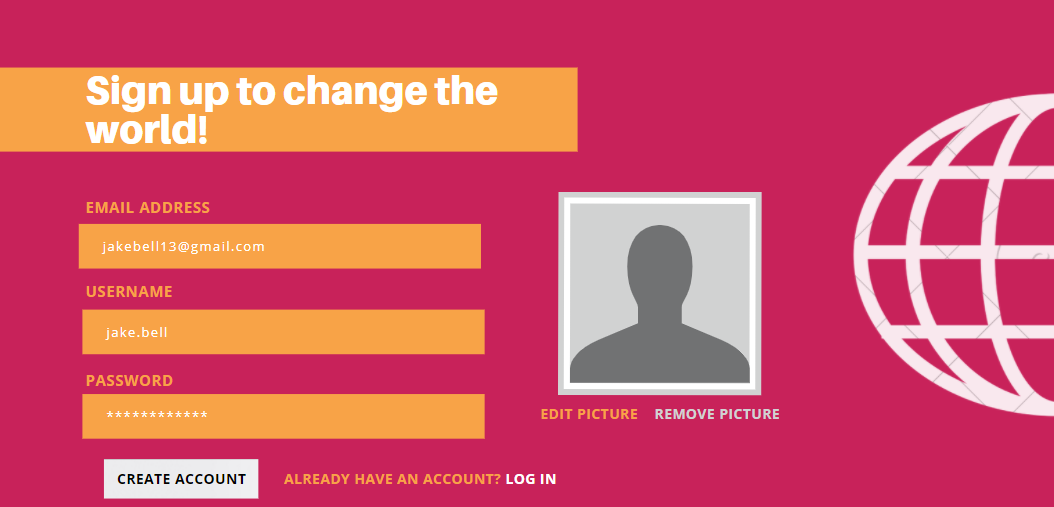 Sign up to change the
world!
EMAIL ADDRESS
jakebell13@gmail.com
USERNAME
jake.bell
PASSWORD
************
EDIT PICTURE REMOVE PICTURE
CREATE ACCOUNT ALREADY HAVE AN ACCOUNT? LOG IN